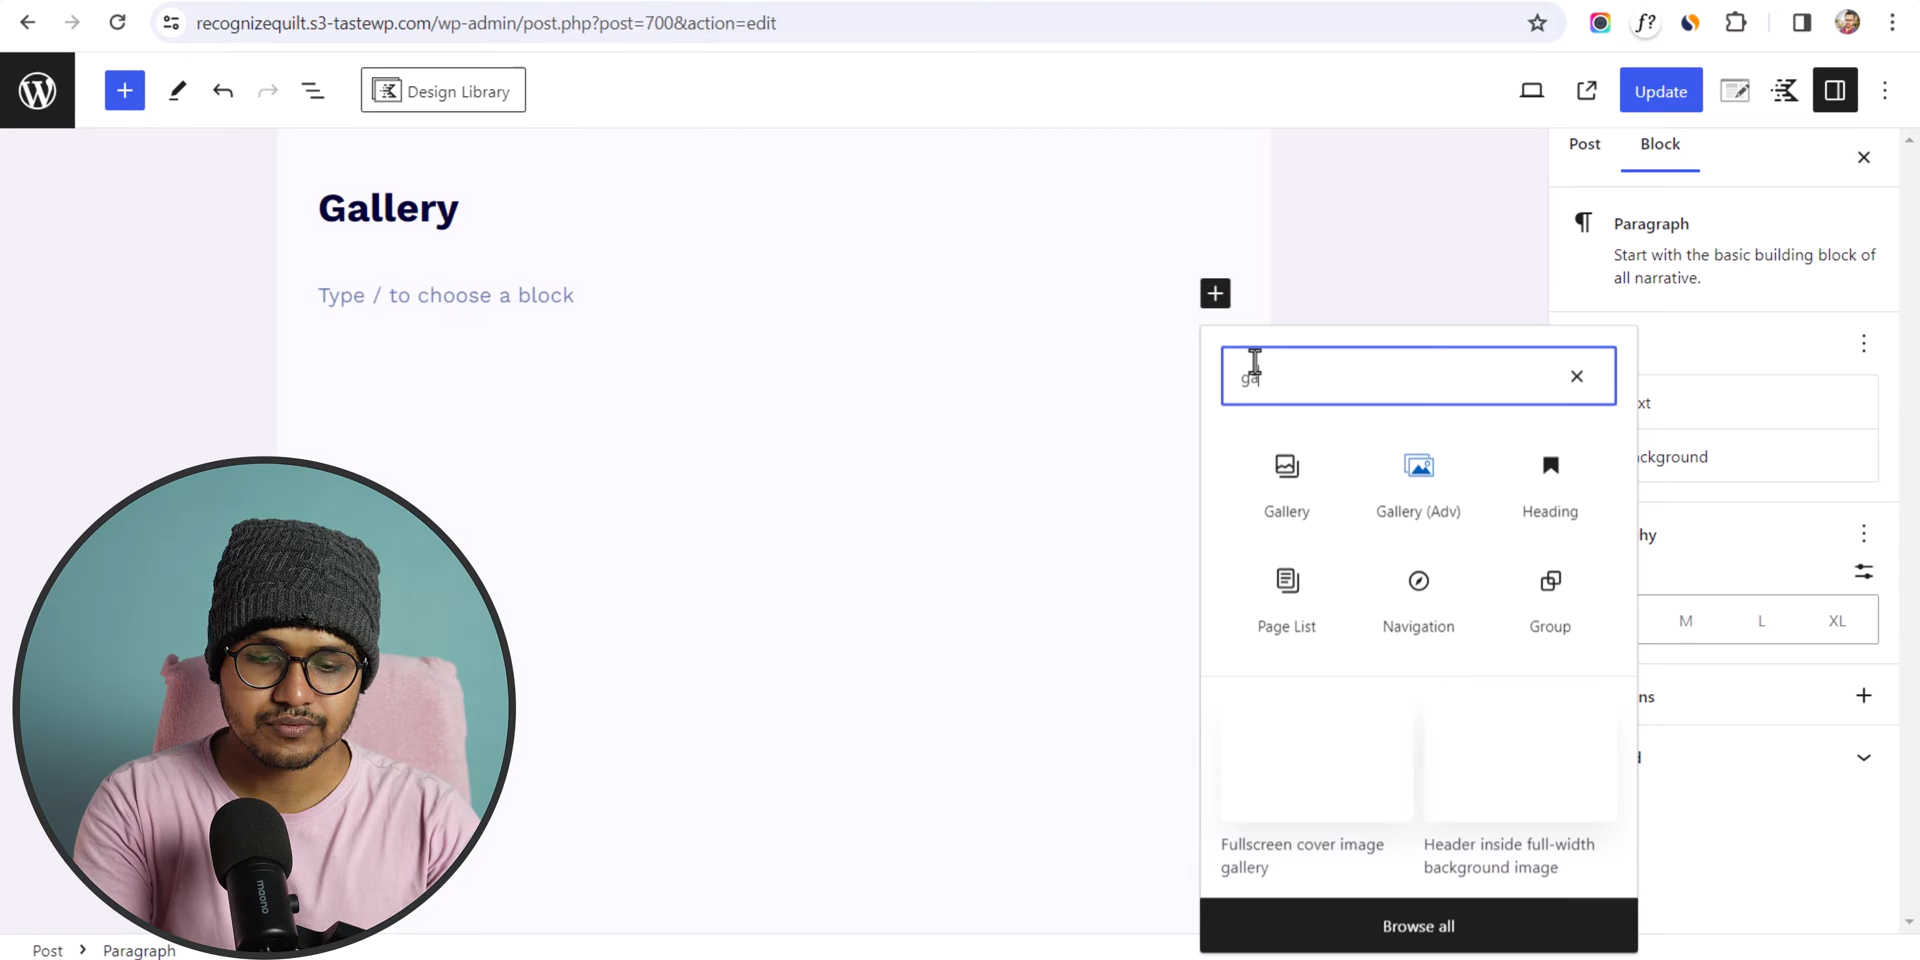 recognizequilt.s3-tastewp.com/wp-admin/post.php?post=700&action=edit
f?
Design Library
Update
Post
Block
Gallery
Paragraph
Start with the basic building block of
all narrative.
Type / to choose a block
ga
xt
ckground
Gallery
Gallery (Adv)
Heading
hy
Page List
Navigation
Group
M
L
XL
ns
d
Fullscreen cover image
gallery
Header inside full-width
background image
Browse all
maono
Post
Paragraph